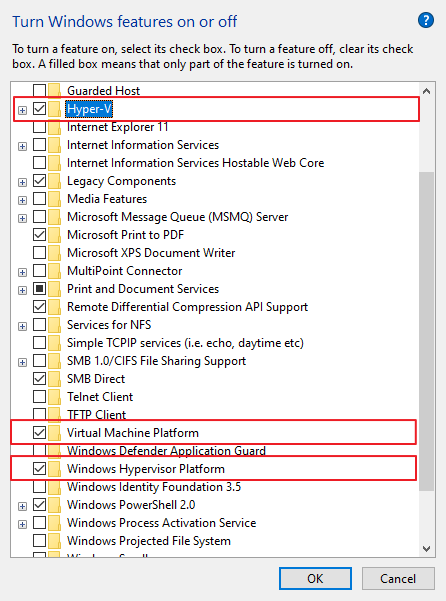 Turn Windows features on or off
?
To turn a feature on, select its check box. To turn a feature off, clear its check
box. A filled box means that only part of the feature is turned on.
Guarded Host
Hyper-V
Internet Explorer 11
Internet Information Services
Internet Information Services Hostable Web Core
Legacy Components
Media Features
Microsoft Message Queue (MSMQ) Server
Microsoft Print to PDF
Microsoft XPS Document Writer
MultiPoint Connector
Print and Document Services
Remote Differential Compression API Support
Services for NFS
Simple TCPIP services (i.e. echo, daytime etc)
SMB 1.0/CIFS File Sharing Support
SMB Direct
Telnet Client
TFTP Client
Virtual Machine Platform
Windows Defender Application Guard
Windows Hypervisor Platform
Windows Identity Foundation 3.5
Windows PowerShell 2.0
Windows Process Activation Service
Windows Projected File System
OK
Cancel